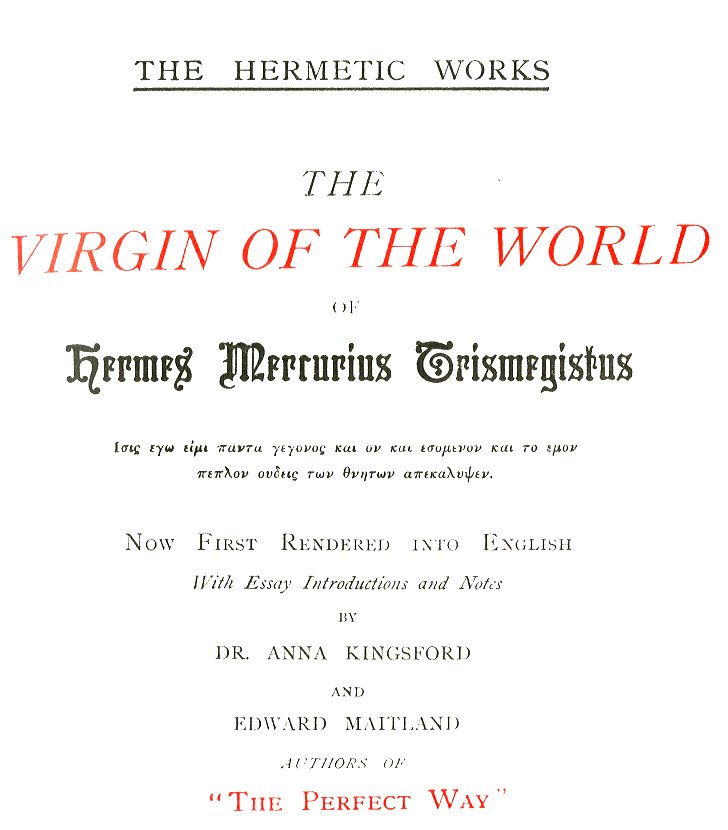 THE HERMETIC WORKS
THE
VIRGIN OF THE WORLD
OF
Hermes Mercurius Trismegistus
Ισις εγω εἰμι παντα γεγονος και ον και εσομενον και το εμον
πεπλον ουδεις των θνητων απεκαλυψεν.
NOW FIRST RENDERED INTO ENGLISH
With Essay Introductions and Notes
BY
DR. ANNA KINGSFORD
AND
EDWARD MAITLAND
AUTHORS OF
"THE PERFECT WAY"